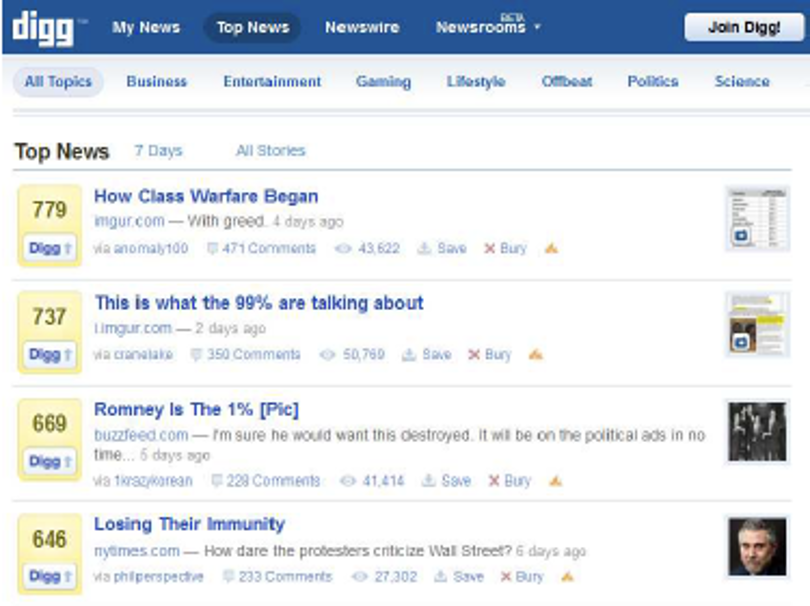 digg™ My News Top News Newswire Newsrooms BETA Join Digg!
All Topics Business Entertainment Gaming Lifestyle Offbeat Politics Science
Top News 7 Days All Stories
779 How Class Warfare Began
imgur.com — With greed. 4 days ago
Digg via anomaly100 471 Comments 43,622 Save Bury
737 This is what the 99% are talking about
i.imgur.com — 2 days ago
Digg via cranelake 350 Comments 50,769 Save Bury
669 Romney Is The 1% [Pic]
buzzfeed.com — I'm sure he would want this destroyed. It will be on the political ads in no
time... 5 days ago
Digg via 1krazykorean 228 Comments 41,414 Save Bury
646 Losing Their Immunity
nytimes.com — How dare the protesters criticize Wall Street? 6 days ago
Digg via philperspective 233 Comments 27,302 Save Bury